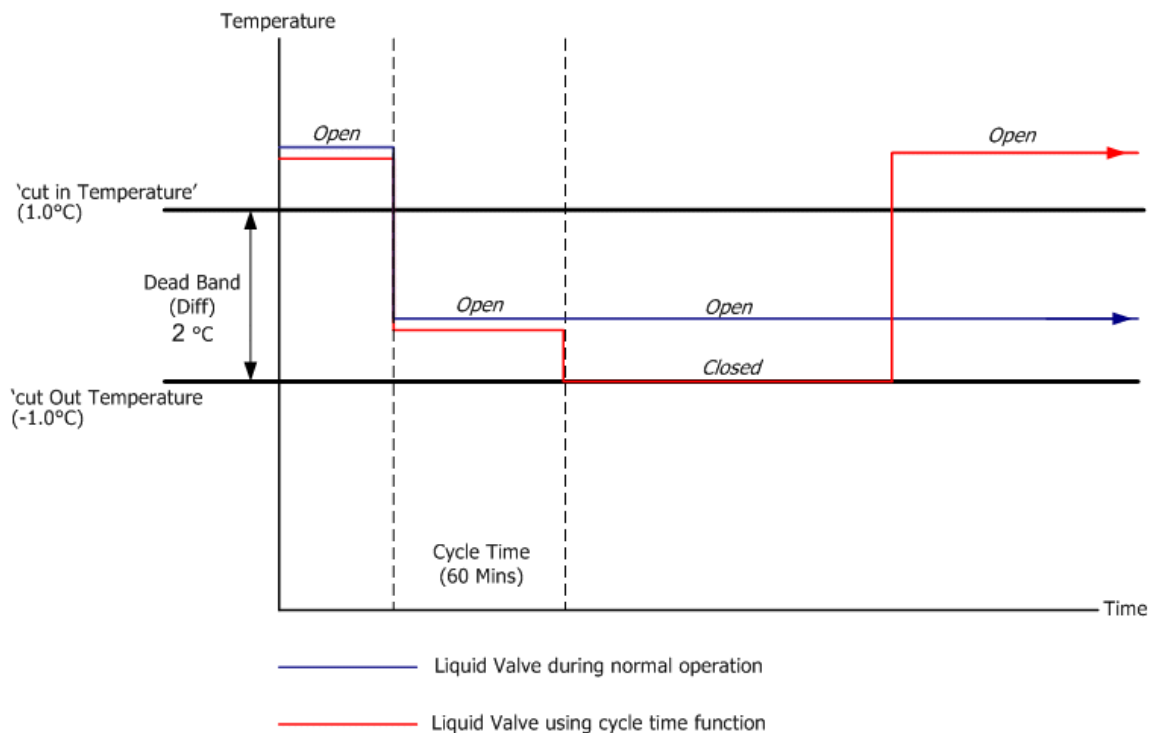 Temperature
Open
Open
‘cut in Temperature’
(1.0°C)
Dead Band
(Diff)
2 °C
Open
Open
Closed
‘cut Out Temperature
(-1.0°C)
Cycle Time
(60 Mins)
Time
Liquid Valve during normal operation
Liquid Valve using cycle time function